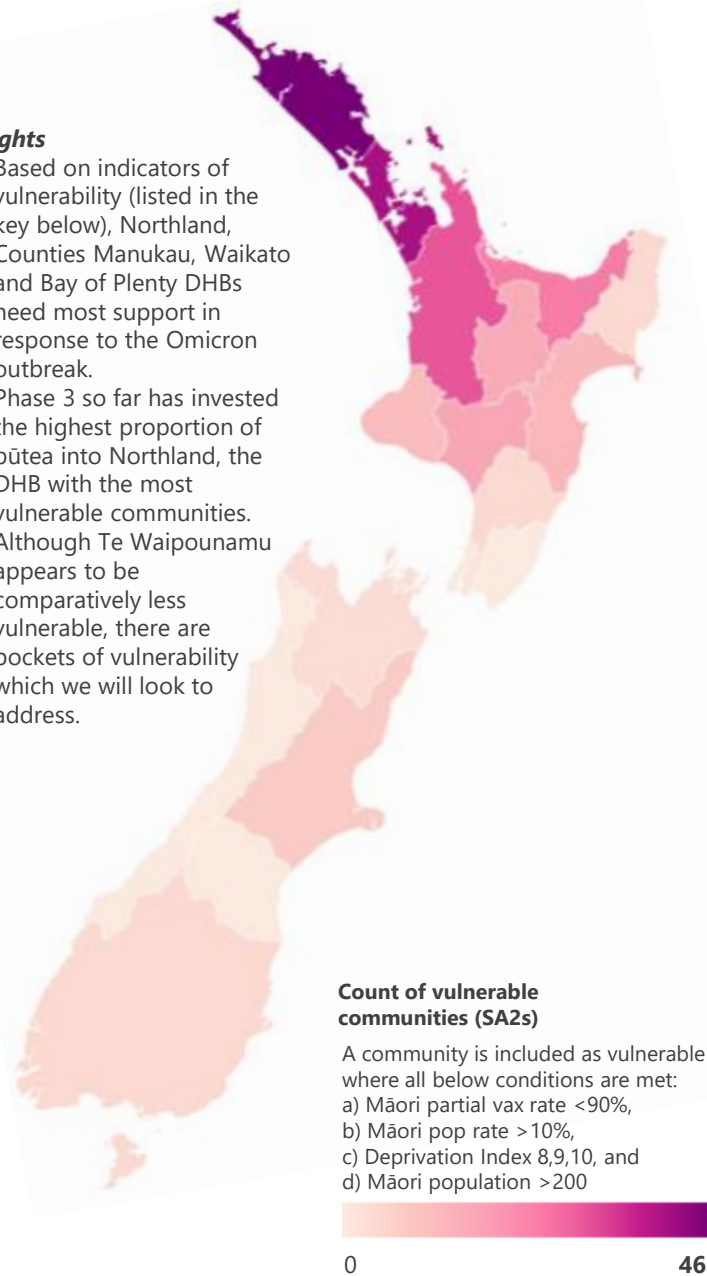 ghts
Based on indicators of
vulnerability (listed in the
key below), Northland,
Counties Manukau, Waikato
and Bay of Plenty DHBs
need most support in
response to the Omicron
outbreak.
Phase 3 so far has invested
the highest proportion of
pūtea into Northland, the
DHB with the most
vulnerable communities.
Although Te Waipounamu
appears to be
comparatively less
vulnerable, there are
pockets of vulnerability
which we will look to
address.
Count of vulnerable
communities (SA2s)
A community is included as vulnerable
where all below conditions are met:
a) Māori partial vax rate <90%,
b) Māori pop rate >10%,
c) Deprivation Index 8,9,10, and
d) Māori population >200
0 46